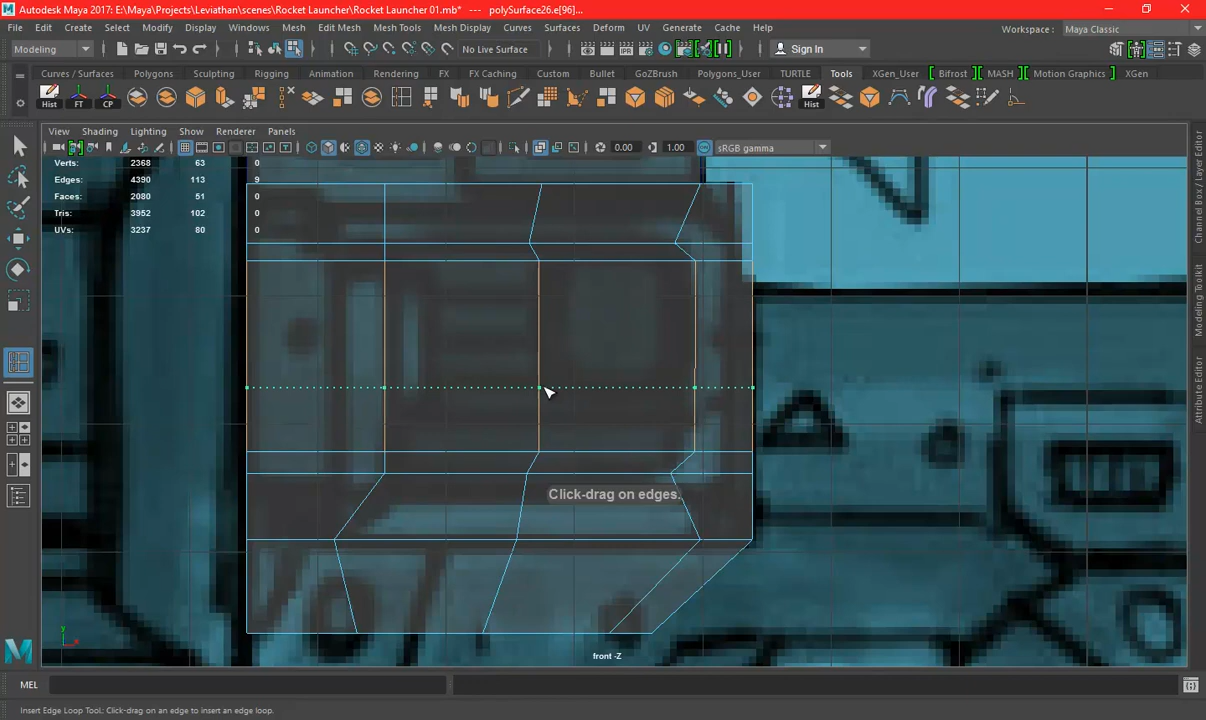 Autodesk Maya 2017: E:\Maya\Projects\Leviathan\scenes\Rocket Launcher\Rocket Launcher 01.mb* --- polySurface26.e[96]...
File Edit Create Select Modify Display Windows Mesh Edit Mesh Mesh Tools Mesh Display Curves Surfaces Deform UV Generate Cache Help Workspace : Maya Classic
Modeling No Live Surface Sign In
Curves / Surfaces Polygons Sculpting Rigging Animation Rendering FX FX Caching Custom Bullet GoZBrush Polygons_User TURTLE Tools XGen_User Bifrost MASH Motion Graphics XGen
Hist FT CP Hist
View Shading Lighting Show Renderer Panels
0.00 1.00 sRGB gamma
Verts: 2368 63 0
Edges: 4390 113 9
Faces: 2080 51 0
Tris: 3952 102 0
UVs: 3237 80 0
Click-drag on edges.
y
x
front -Z
Channel Box / Layer Editor
Modeling Toolkit
Attribute Editor
MEL
Insert Edge Loop Tool: Click-drag on an edge to insert an edge loop.